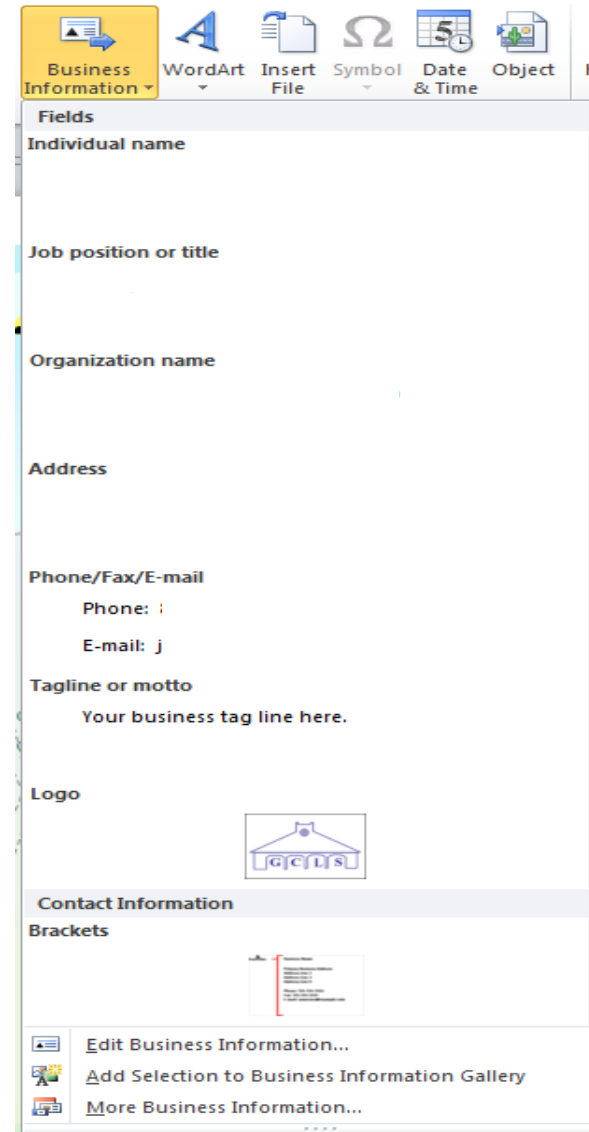 Business Information
WordArt
Insert File
Symbol
Date & Time
Object
Fields
Individual name
Job position or title
Organization name
Address
Phone/Fax/E-mail
Phone:
E-mail: j
Tagline or motto
Your business tag line here.
Logo
G C L S
Contact Information
Brackets
Edit Business Information...
Add Selection to Business Information Gallery
More Business Information...